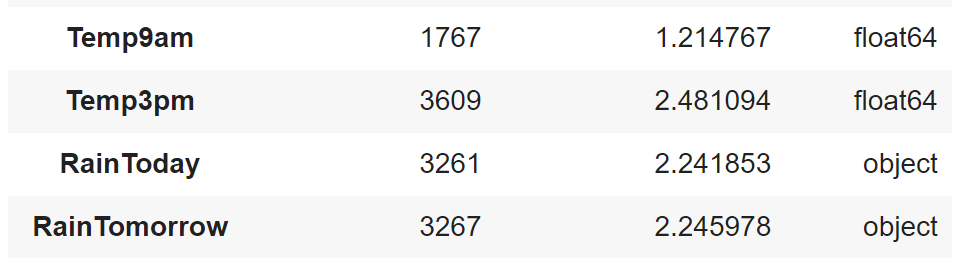 Temp9am 1767 1.214767 float64
Temp3pm 3609 2.481094 float64
RainToday 3261 2.241853 object
RainTomorrow 3267 2.245978 object